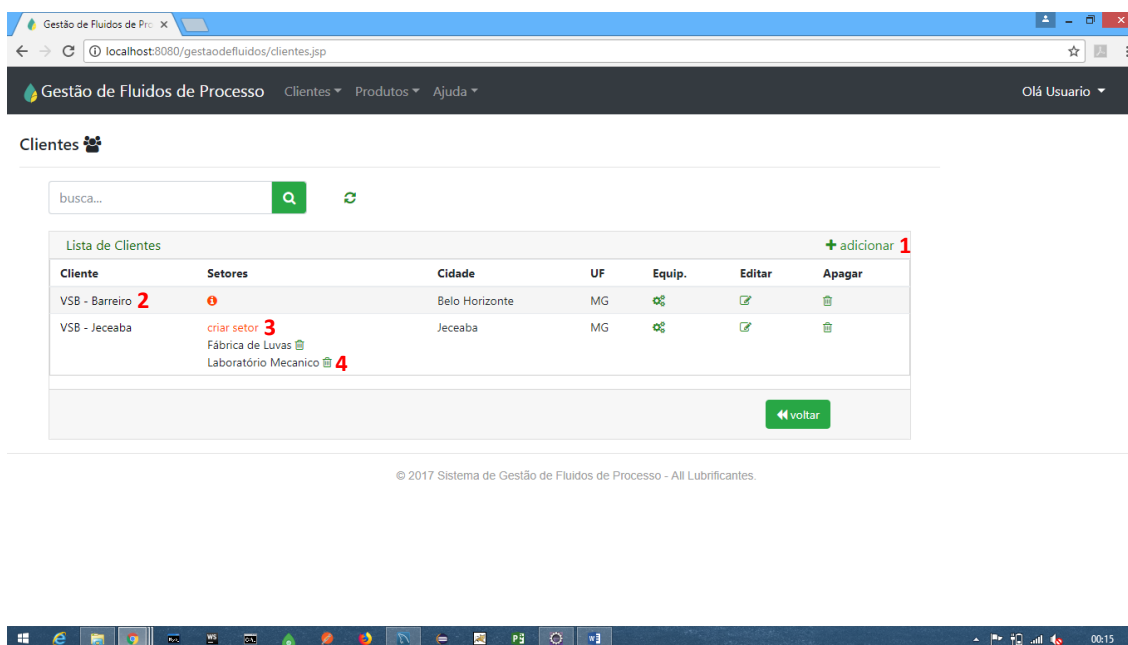 Gestão de Fluidos de Pro
localhost:8080/gestaodefluidos/clientes.jsp
Gestão de Fluidos de Processo Clientes Produtos Ajuda Olá Usuario
Clientes
busca...
Lista de Clientes + adicionar 1
Cliente Setores Cidade UF Equip. Editar Apagar
VSB - Barreiro 2 Belo Horizonte MG
VSB - Jeceaba criar setor 3 Jeceaba MG
Fábrica de Luvas
Laboratório Mecanico 4
voltar
© 2017 Sistema de Gestão de Fluidos de Processo - All Lubrificantes.
00:15